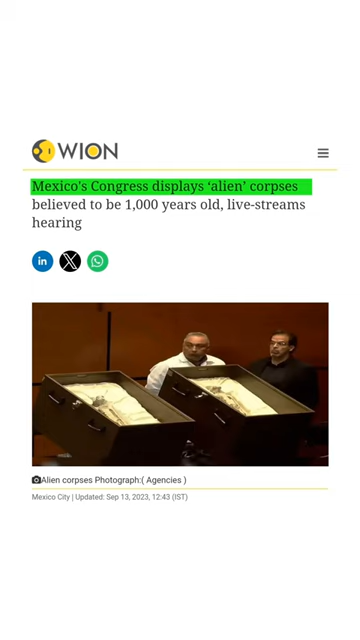 WION
Mexico's Congress displays 'alien' corpses
believed to be 1,000 years old, live-streams
hearing
in
Alien corpses Photograph:( Agencies )
Mexico City | Updated: Sep 13, 2023, 12:43 (IST)